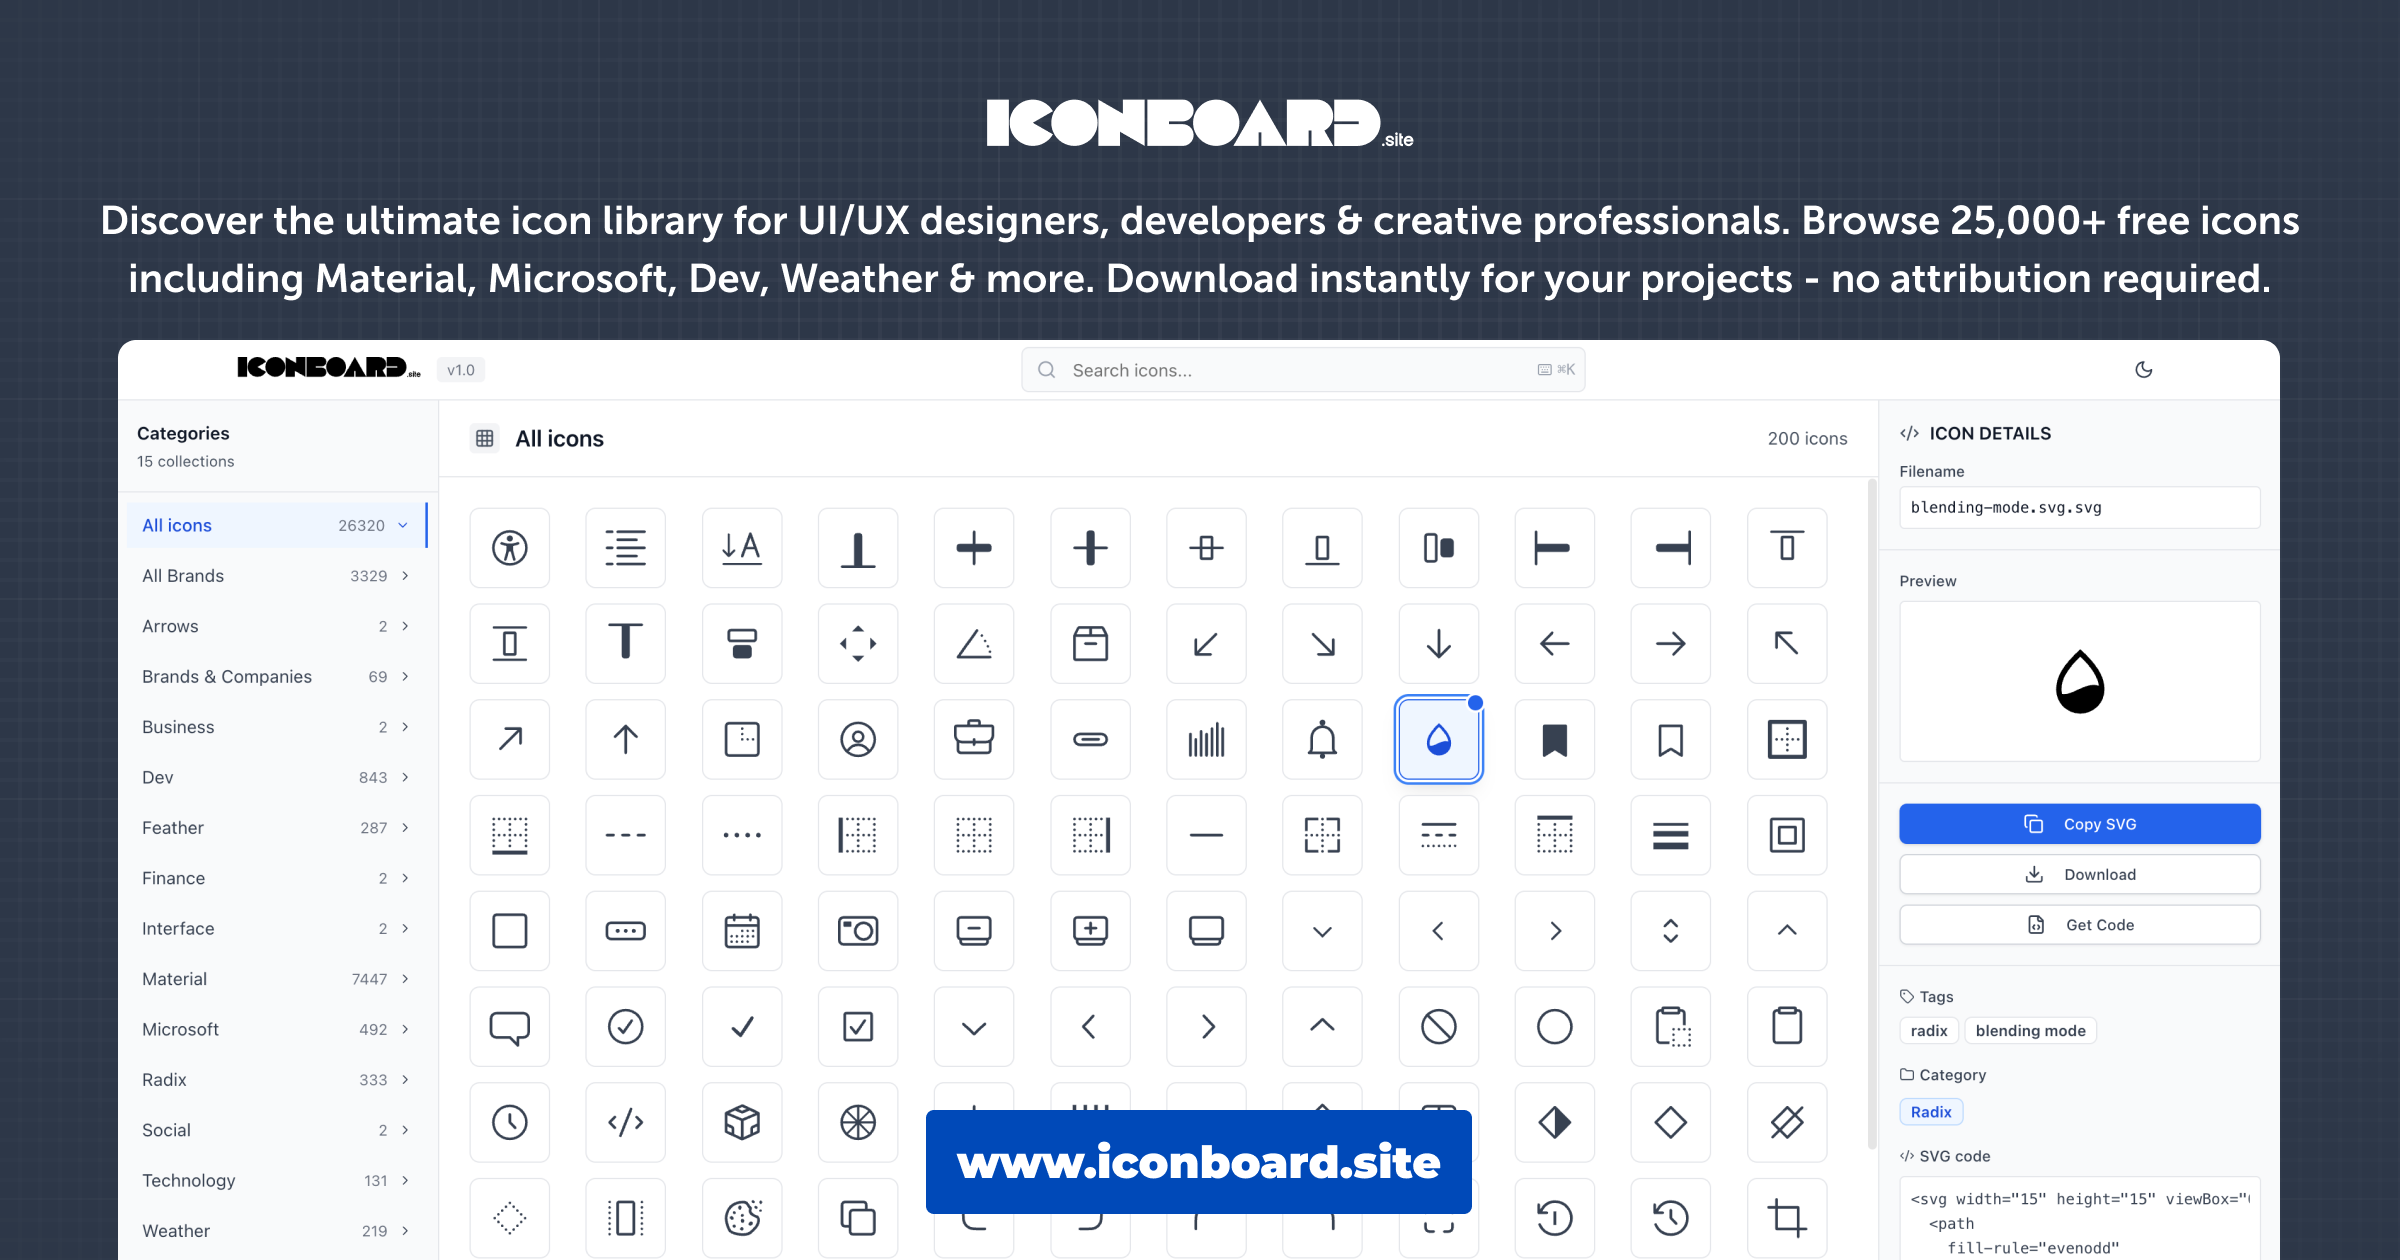 ICONBOARD.site
Discover the ultimate icon library for UI/UX designers, developers & creative professionals. Browse 25,000+ free icons
including Material, Microsoft, Dev, Weather & more. Download instantly for your projects - no attribution required.
ICONBOARD.site v1.0
Search icons... ⌘K
Categories
15 collections
All icons 26320
All Brands 3329
Arrows 2
Brands & Companies 69
Business 2
Dev 843
Feather 287
Finance 2
Interface 2
Material 7447
Microsoft 492
Radix 333
Social 2
Technology 131
Weather 219
All icons
200 icons
www.iconboard.site
</> ICON DETAILS
Filename
blending-mode.svg.svg
Preview
Copy SVG
Download
Get Code
Tags
radix blending mode
Category
Radix
</> SVG code
<svg width="15" height="15" viewBox="
<path
fill-rule="evenodd"